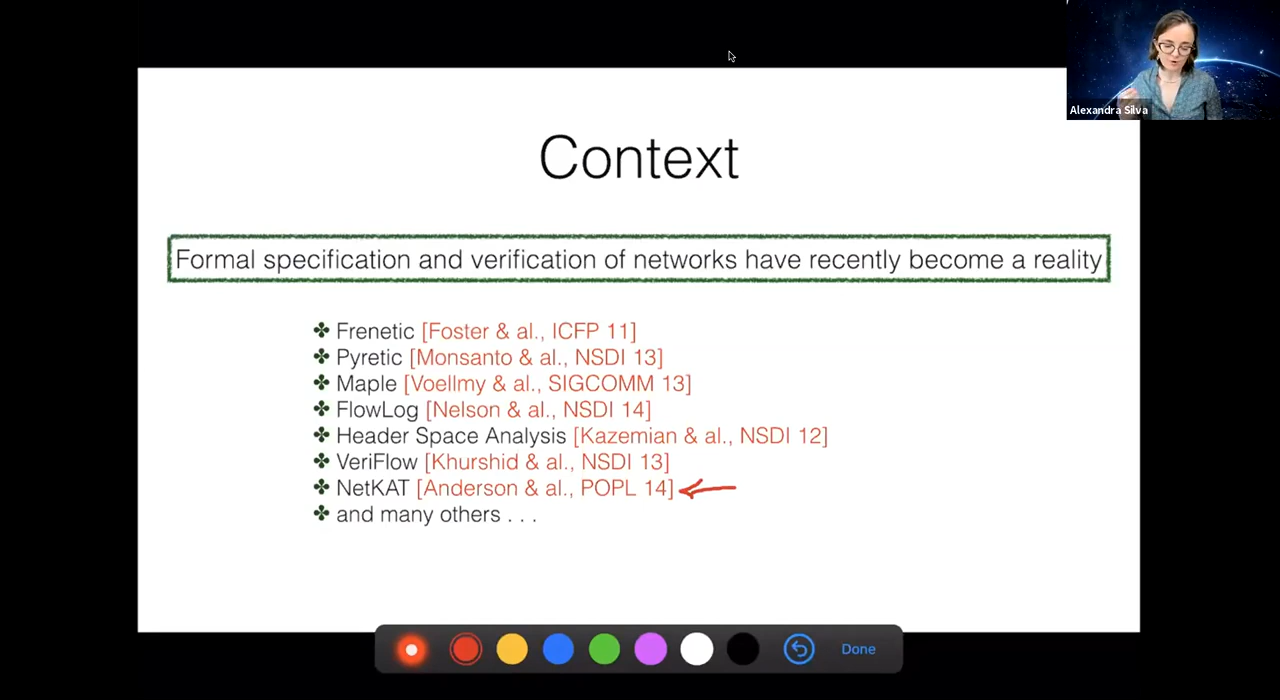 Alexandra Silva
Context
Formal specification and verification of networks have recently become a reality
Frenetic [Foster & al., ICFP 11]
Pyretic [Monsanto & al., NSDI 13]
Maple [Voellmy & al., SIGCOMM 13]
FlowLog [Nelson & al., NSDI 14]
Header Space Analysis [Kazemian & al., NSDI 12]
VeriFlow [Khurshid & al., NSDI 13]
NetKAT [Anderson & al., POPL 14]
and many others . . .
Done